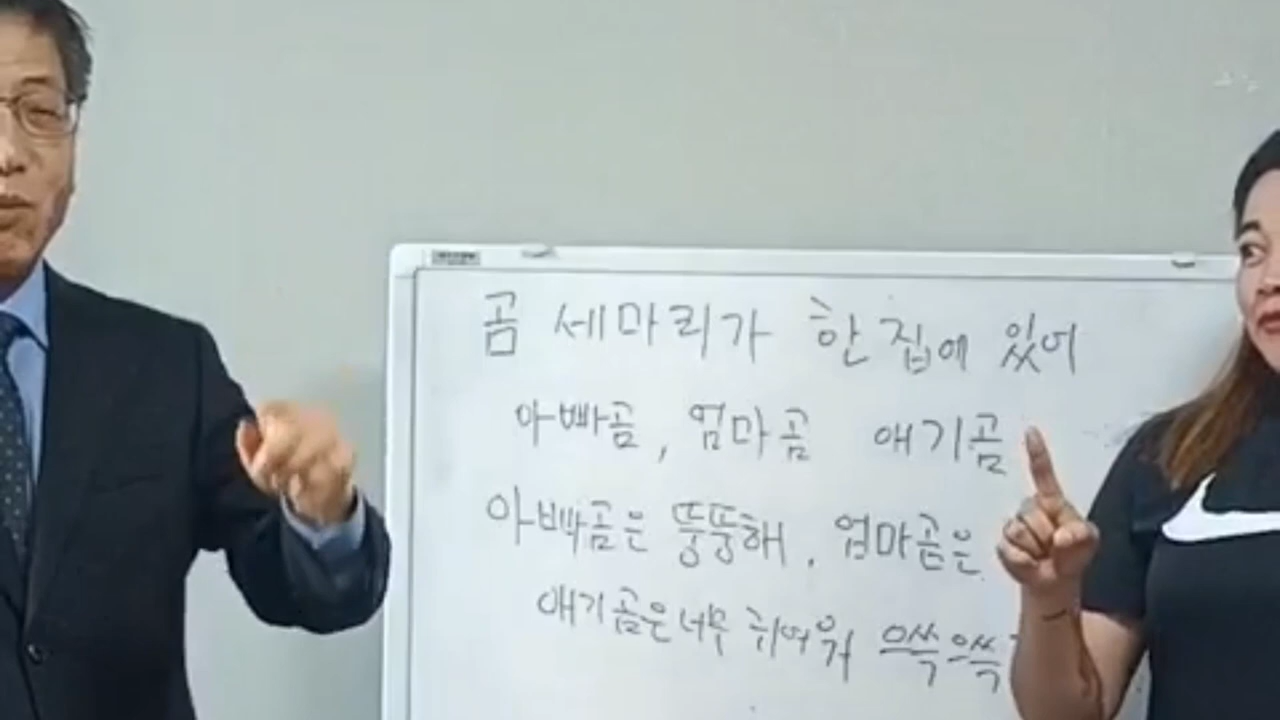 곰 세마리가 한 집에 있어
아빠곰, 엄마곰 애기곰
아빠곰은 뚱뚱해. 엄마곰은
애기곰은 너무 귀여워 으쓱으쓱